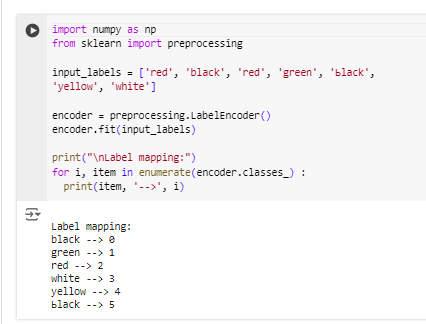 import numpy as np
from sklearn import preprocessing
input_labels = ['red', 'black', 'red', 'green', 'ьlack',
'yellow', 'white']
encoder = preprocessing.LabelEncoder()
encoder.fit(input_labels)
print("\nLabel mapping:")
for i, item in enumerate(encoder.classes_) :
  print(item, '-->', i)
Label mapping:
black --> 0
green --> 1
red --> 2
white --> 3
yellow --> 4
ьlack --> 5